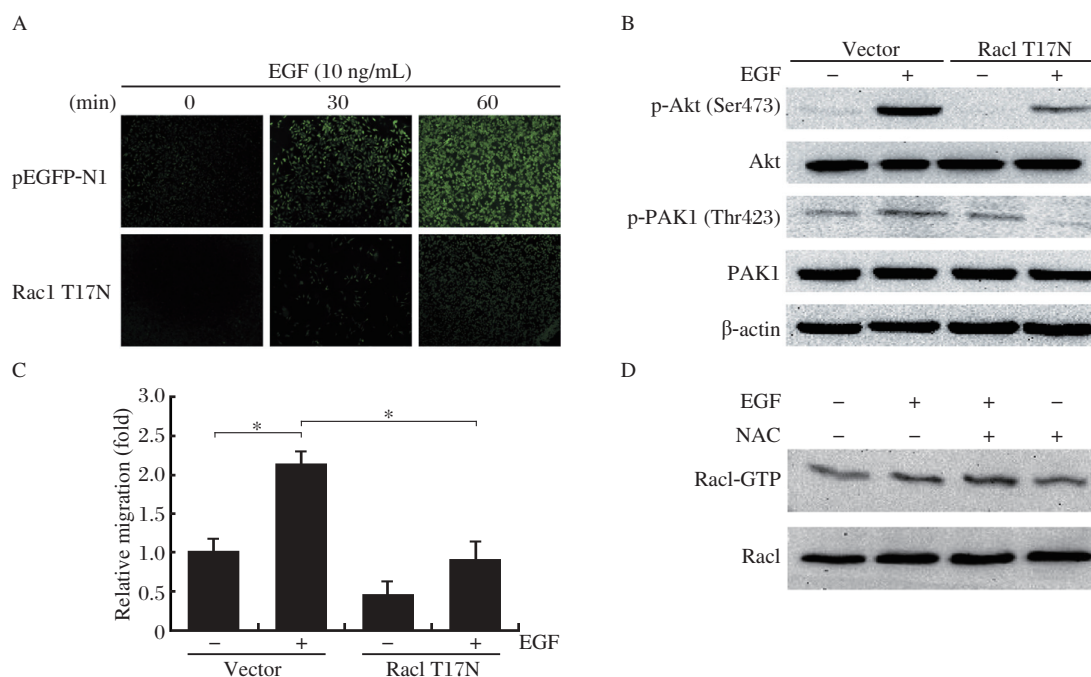 A
EGF (10 ng/mL)
(min) 0 30 60
pEGFP-N1
Rac1 T17N
B
Vector Racl T17N
EGF – + – +
p-Akt (Ser473)
Akt
p-PAK1 (Thr423)
PAK1
β-actin
C
Relative migration (fold)
3.0
2.5
2.0
1.5
1.0
0.5
0
* *
– + – + EGF
Vector Racl T17N
D
EGF – + + –
NAC – – + +
Racl-GTP
Racl